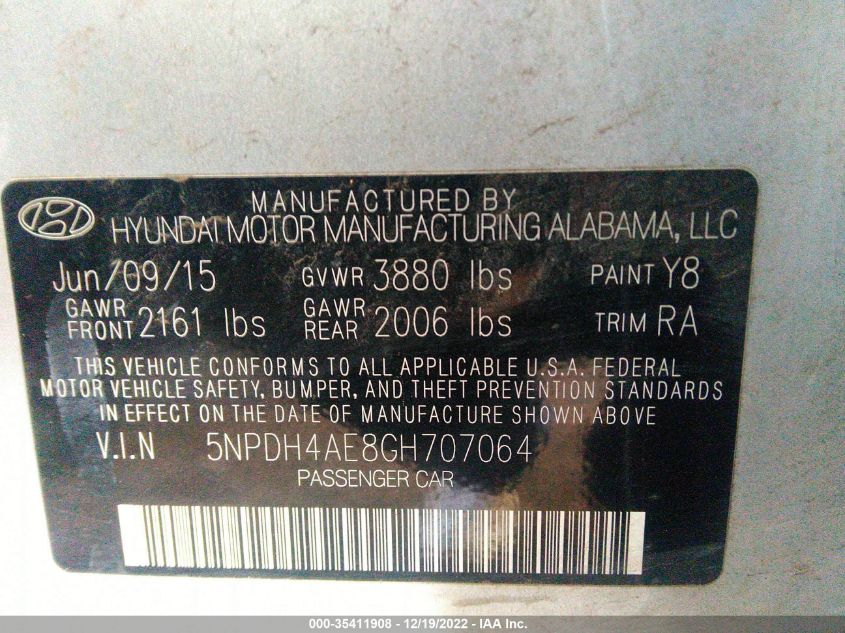 MANUFACTURED BY
HYUNDAI MOTOR MANUFACTURING ALABAMA, LLC
Jun/09/15 GVWR 3880 lbs PAINT Y8
GAWR FRONT 2161 lbs GAWR REAR 2006 lbs TRIM RA
THIS VEHICLE CONFORMS TO ALL APPLICABLE U.S.A. FEDERAL
MOTOR VEHICLE SAFETY, BUMPER, AND THEFT PREVENTION STANDARDS
IN EFFECT ON THE DATE OF MANUFACTURE SHOWN ABOVE
V.I.N 5NPDH4AE8GH707064
PASSENGER CAR
000-35411908 - 12/19/2022 - IAA Inc.